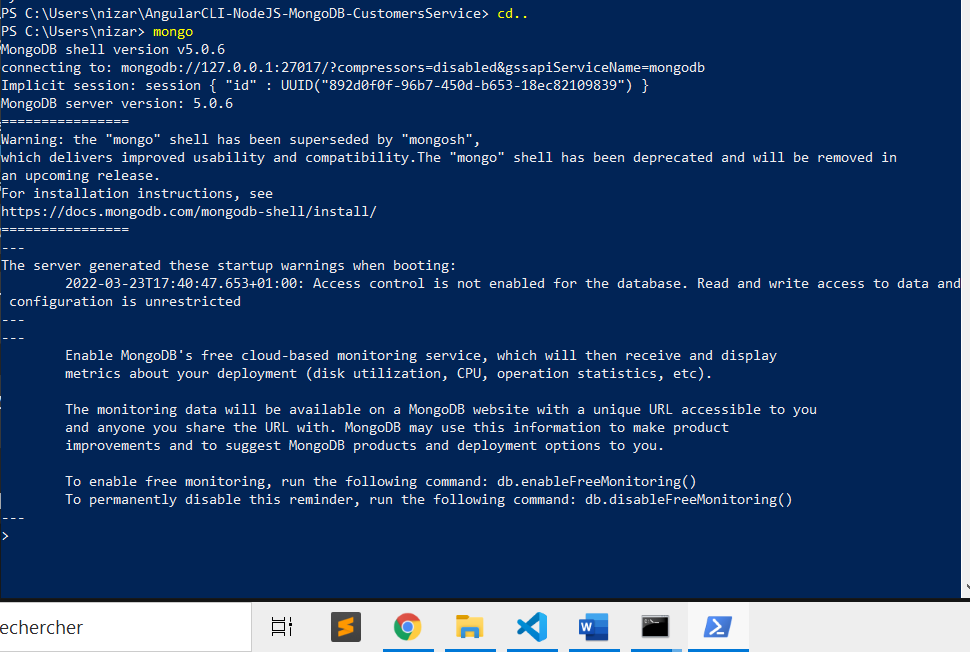 PS C:\Users\nizar\AngularCLI-NodeJS-MongoDB-CustomersService> cd..
PS C:\Users\nizar> mongo
MongoDB shell version v5.0.6
connecting to: mongodb://127.0.0.1:27017/?compressors=disabled&gssapiServiceName=mongodb
Implicit session: session { "id" : UUID("892d0f0f-96b7-450d-b653-18ec82109839") }
MongoDB server version: 5.0.6
================
Warning: the "mongo" shell has been superseded by "mongosh",
which delivers improved usability and compatibility.The "mongo" shell has been deprecated and will be removed in
an upcoming release.
For installation instructions, see
https://docs.mongodb.com/mongodb-shell/install/
================
---
The server generated these startup warnings when booting:
        2022-03-23T17:40:47.653+01:00: Access control is not enabled for the database. Read and write access to data and
 configuration is unrestricted
---
---
        Enable MongoDB's free cloud-based monitoring service, which will then receive and display
        metrics about your deployment (disk utilization, CPU, operation statistics, etc).

        The monitoring data will be available on a MongoDB website with a unique URL accessible to you
        and anyone you share the URL with. MongoDB may use this information to make product
        improvements and to suggest MongoDB products and deployment options to you.

        To enable free monitoring, run the following command: db.enableFreeMonitoring()
        To permanently disable this reminder, run the following command: db.disableFreeMonitoring()
---
>
echercher